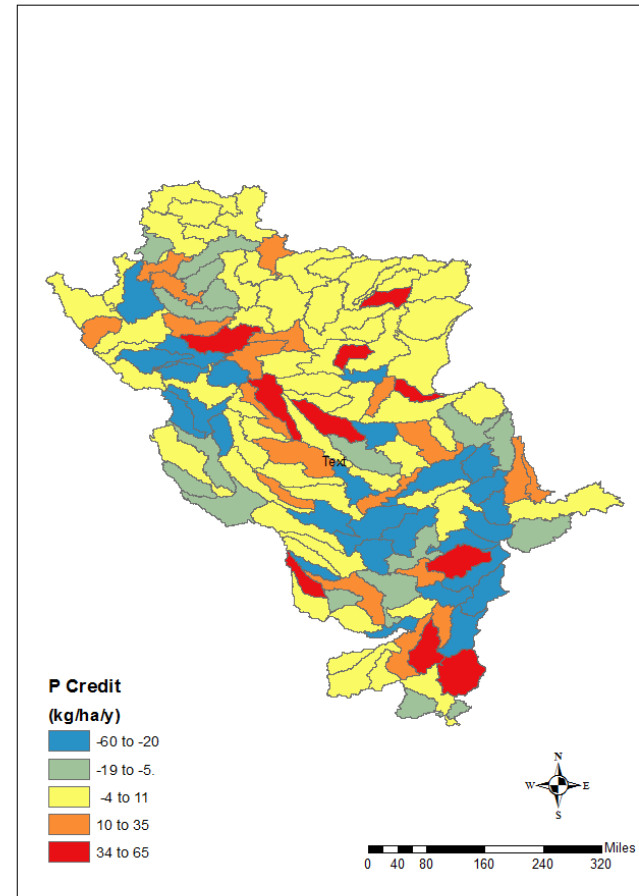 Text
P Credit
(kg/ha/y)
-60 to -20
-19 to -5.
-4 to 11
10 to 35
34 to 65
N
W E
S
Miles
0 40 80 160 240 320